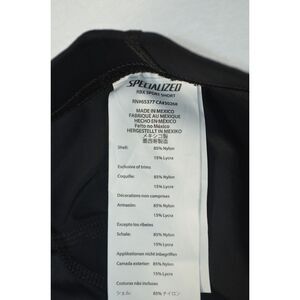 SPECIALIZED
RBX SPORT SHORT
RN#65377 CA#30268
MADE IN MEXICO
FABRIQUE AU MEXIQUE
HECHO EN MÉXICO
Feito no México
HERGESTELLT IN MEXIKO
メキシコ製
墨西哥製造
Shell: 85% Nylon
15% Lycra
Exclusive of trims
Coquille: 85% Nylon
15% Lycra
Décorations non comprises
Armazón: 85% Nylon
15% Lycra
Excepto los ribetes
Schale: 85% Nylon
15% Lycra
Applikationen nicht inbegriffen
Camada exterior: 85% Nylon
15% Lycra
Costuras não inclusas
シェル: 85% ナイロン